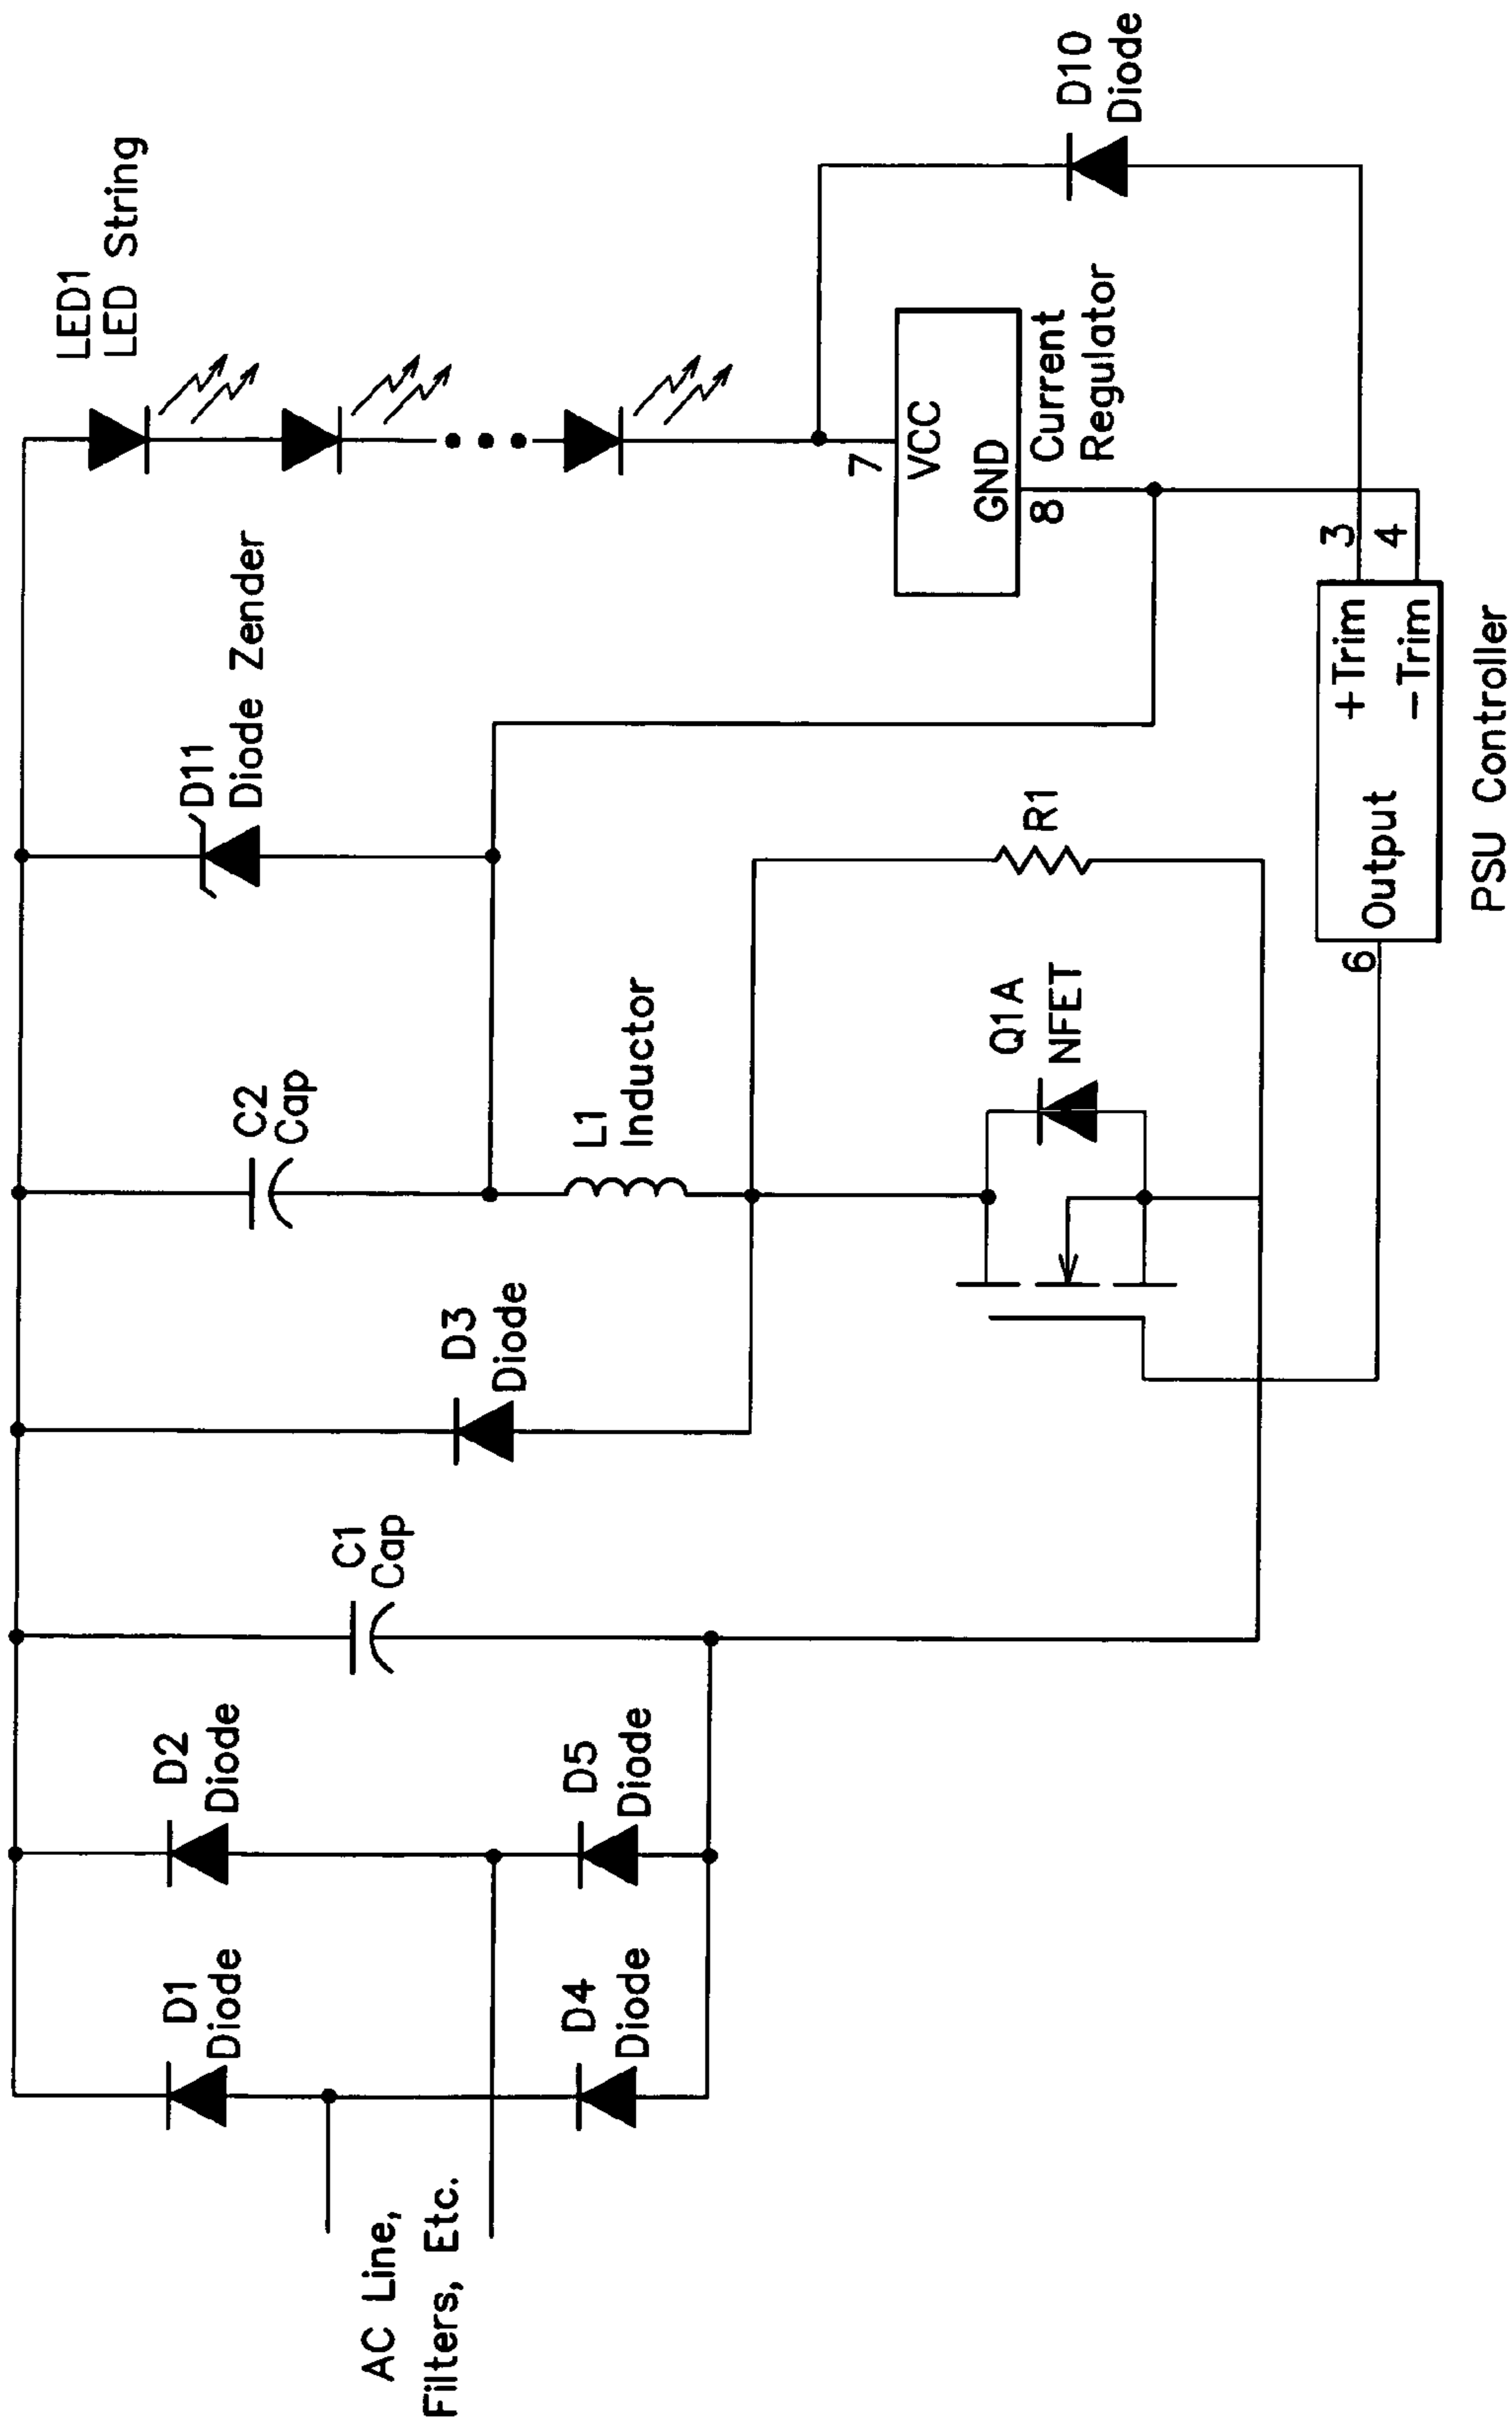 AC Line,
Filters, Etc.
D1
Diode
D4
Diode
D2
Diode
D5
Diode
C1
Cap
D3
Diode
C2
Cap
L1
Inductor
Q1A
NFET
R1
D11
Diode Zender
LED1
LED String
7
VCC
GND
8
Current
Regulator
D10
Diode
3
4
+Trim
-Trim
Output
6
PSU Controller